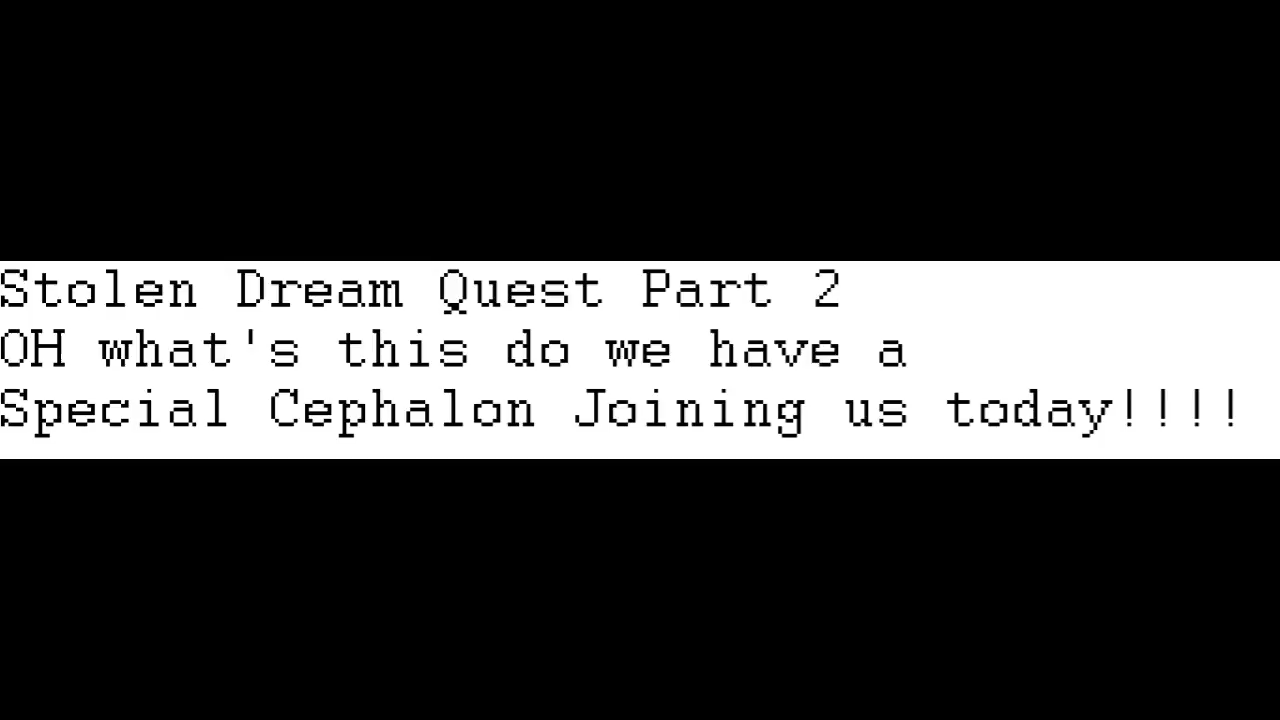 Stolen Dream Quest Part 2
OH what's this do we have a
Special Cephalon Joining us today!!!!